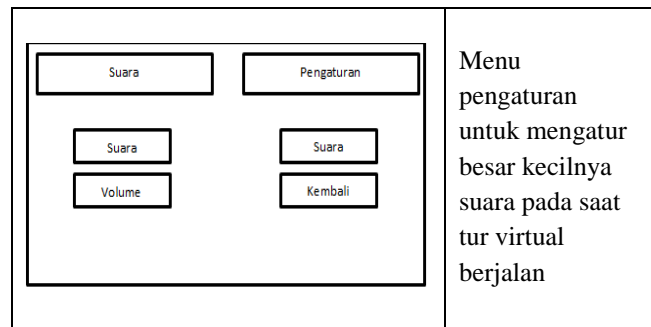 Suara
Pengaturan
Suara
Suara
Volume
Kembali
Menu
pengaturan
untuk mengatur
besar kecilnya
suara pada saat
tur virtual
berjalan